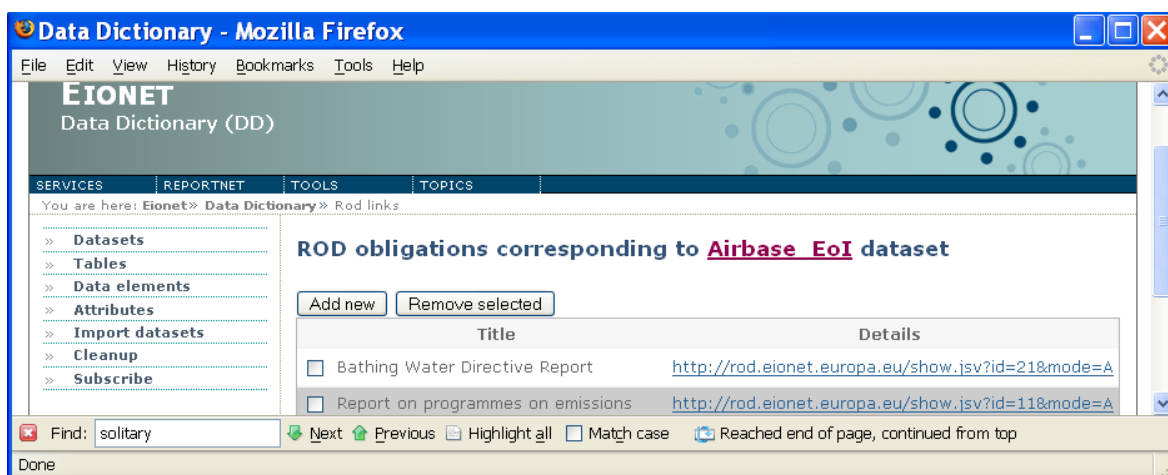 Data Dictionary - Mozilla Firefox
File Edit View History Bookmarks Tools Help
EIONET
Data Dictionary (DD)
SERVICES REPORTNET TOOLS TOPICS
You are here: Eionet» Data Dictionary» Rod links
» Datasets
» Tables
» Data elements
» Attributes
» Import datasets
» Cleanup
» Subscribe
ROD obligations corresponding to Airbase_EoI dataset
Add new Remove selected
Title Details
Bathing Water Directive Report http://rod.eionet.europa.eu/show.jsv?id=21&mode=A
Report on programmes on emissions http://rod.eionet.europa.eu/show.jsv?id=11&mode=A
Find: solitary Next Previous Highlight all Match case Reached end of page, continued from top
Done